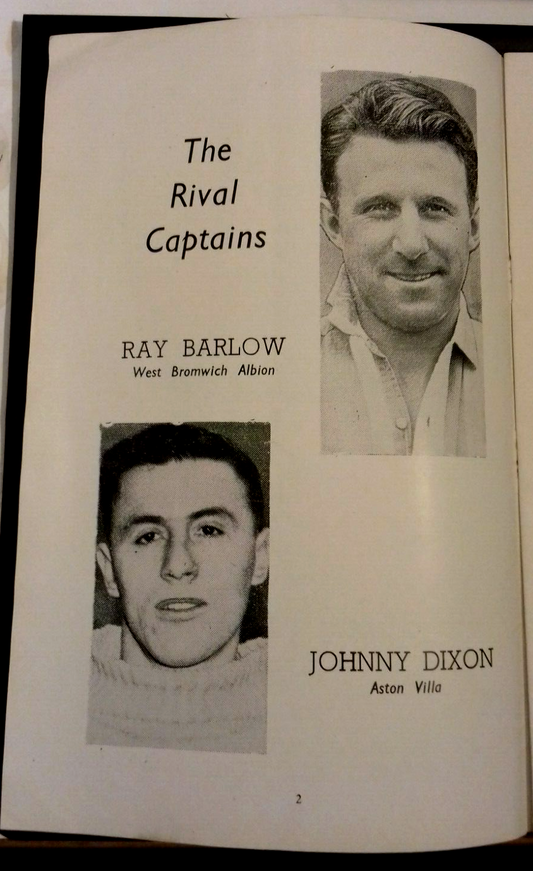 The
Rival
Captains
RAY BARLOW
West Bromwich Albion
JOHNNY DIXON
Aston Villa
2